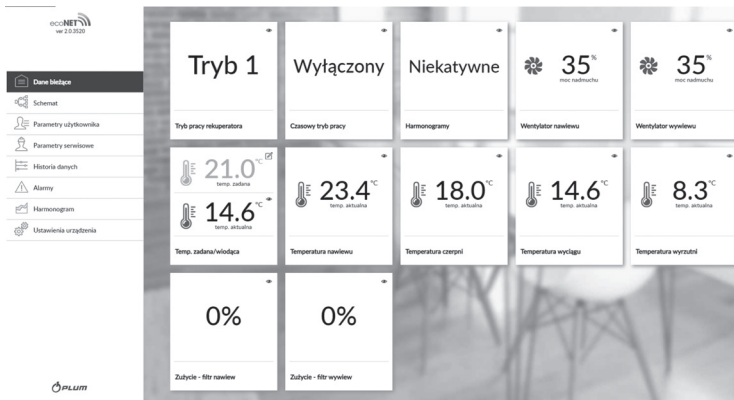 ecoNET
ver 2.0.3520
Dane bieżące
Schemat
Parametry użytkownika
Parametry serwisowe
Historia danych
Alarmy
Harmonogram
Ustawienia urządzenia
PLUM
Tryb 1
Tryb pracy rekuperatora
Wyłączony
Czasowy tryb pracy
Niekatywne
Harmonogramy
35%
moc nadmuchu
Wentylator nawiewu
35%
moc nadmuchu
Wentylator wywiewu
21.0°C
temp. zadana
14.6°C
temp. aktualna
Temp. zadana/wiodąca
23.4°C
temp. aktualna
Temperatura nawiewu
18.0°C
temp. aktualna
Temperatura czerpni
14.6°C
temp. aktualna
Temperatura wyciągu
8.3°C
temp. aktualna
Temperatura wyrzutni
0%
Zużycie - filtr nawiew
0%
Zużycie - filtr wywiew